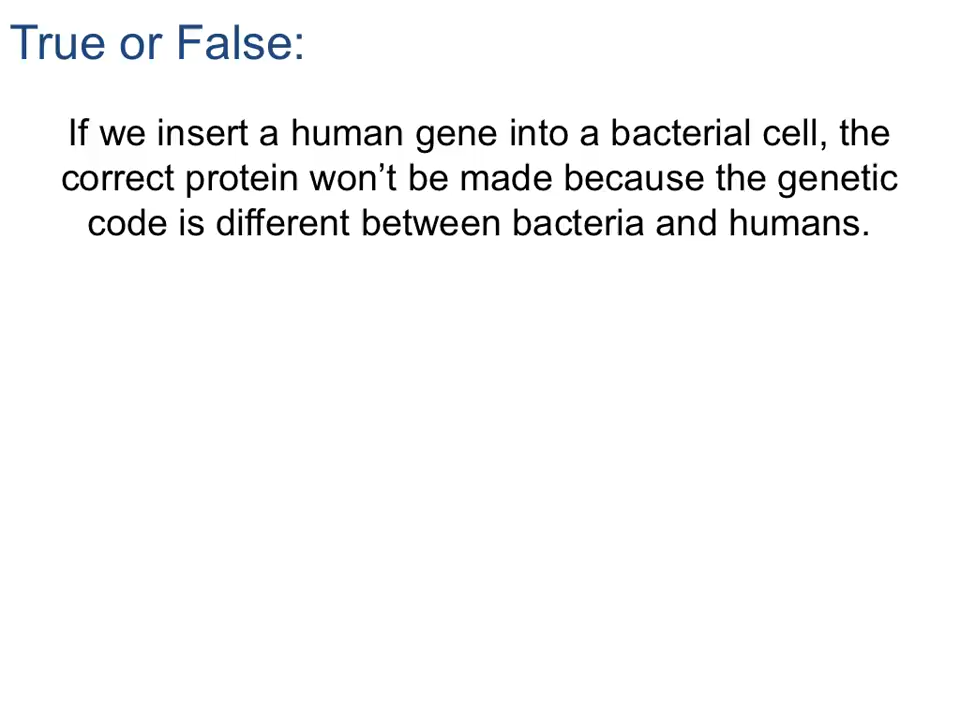 True or False:
If we insert a human gene into a bacterial cell, the
correct protein won’t be made because the genetic
code is different between bacteria and humans.